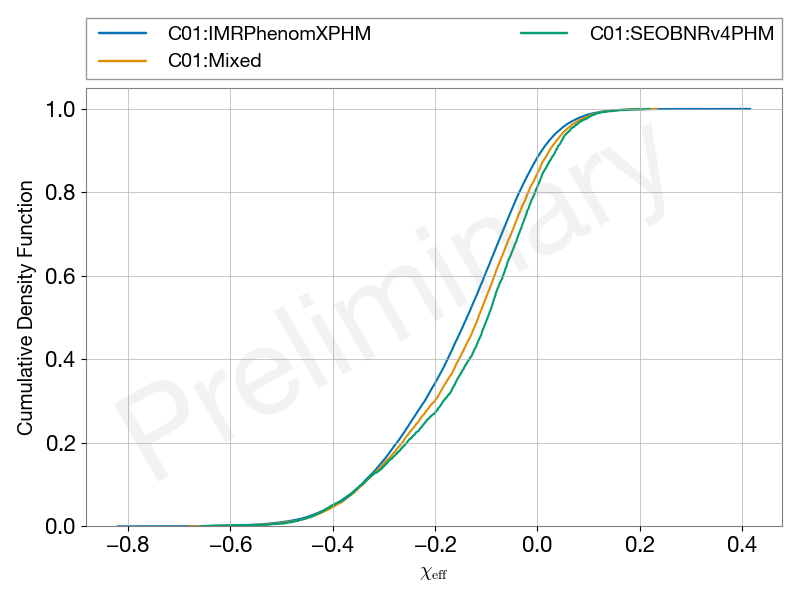 C01:IMRPhenomXPHM
C01:Mixed
C01:SEOBNRv4PHM
Preliminary
Cumulative Density Function
1.0
0.8
0.6
0.4
0.2
0.0
−0.8 −0.6 −0.4 −0.2 0.0 0.2 0.4
χeff